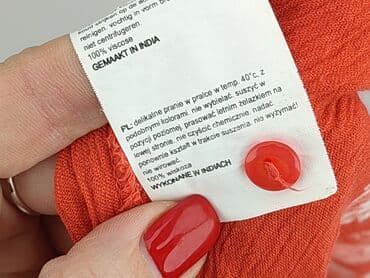 reinigen. vochtig in vorm
niet centrifugeren
100% viscose
GEMAAKT IN INDIA
PL: delikatne pranie w pralce w temp. 40°c. z
podobnymi kolorami. nie wybielać. suszyć w
pozycji poziomej. prasować letnim żelazkiem na
lewej stronie. nie czyścić chemicznie. nadać
ponownie kształt w trakcie suszenia. nie wyżymać!
nie wirować.
100% wiskoza
WYKONANE W INDIACH